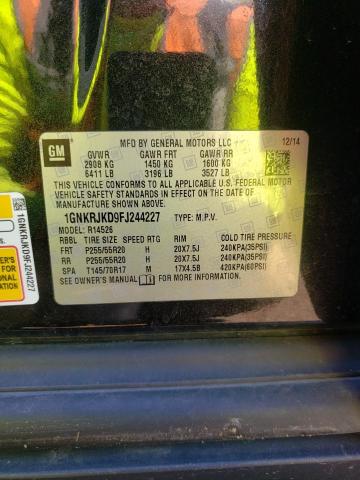 GM
MFD BY GENERAL MOTORS LLC
12/14
GVWR GAWR FRT GAWR RR
2908 KG 1450 KG 1600 KG
6411 LB 3196 LB 3527 LB
THIS VEHICLE CONFORMS TO ALL APPLICABLE U.S. FEDERAL MOTOR
VEHICLE SAFETY STANDARDS IN EFFECT ON THE DATE OF
MANUFACTURE SHOWN ABOVE.
1GNKRJKD9FJ244227 TYPE: M.P.V.
MODEL: R14526
RBBL TIRE SIZE SPEED RTG RIM COLD TIRE PRESSURE
FRT P255/55R20 H 20X7.5J 240KPA(35PSI)
RR P255/55R20 H 20X7.5J 240KPA(35PSI)
SPA T145/70R17 M 17X4.5B 420KPA(60PSI)
SEE OWNER'S MANUAL
1GNKRJKD9FJ244227